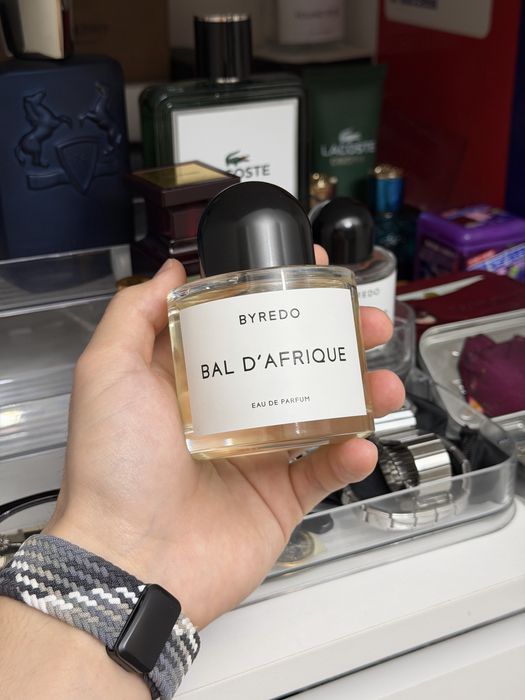 BYREDO
BAL D'AFRIQUE
EAU DE PARFUM
LACOSTE